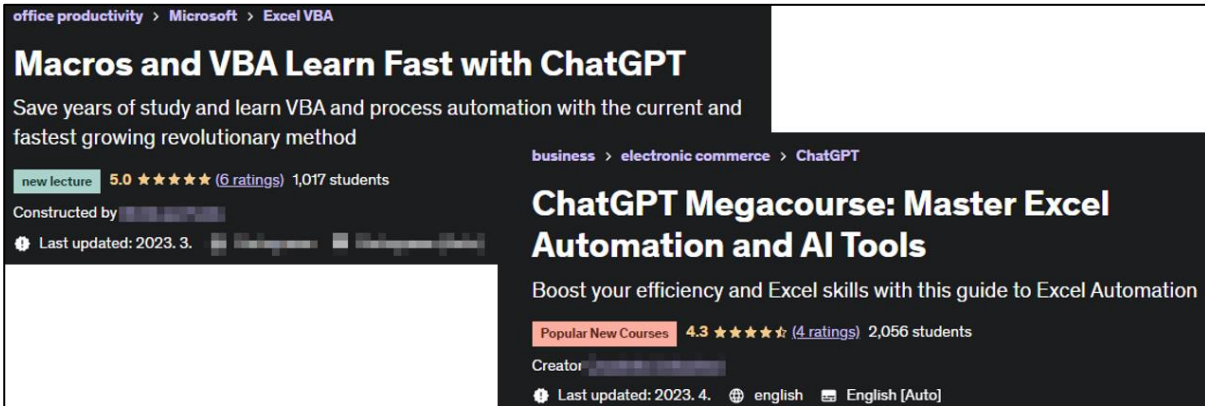 office productivity > Microsoft > Excel VBA
Macros and VBA Learn Fast with ChatGPT
Save years of study and learn VBA and process automation with the current and
fastest growing revolutionary method
new lecture 5.0 ★★★★★ (6 ratings) 1,017 students
Constructed by
Last updated: 2023. 3.
business > electronic commerce > ChatGPT
ChatGPT Megacourse: Master Excel
Automation and AI Tools
Boost your efficiency and Excel skills with this guide to Excel Automation
Popular New Courses 4.3 ★★★★⯪ (4 ratings) 2,056 students
Creator
Last updated: 2023. 4. english English [Auto]